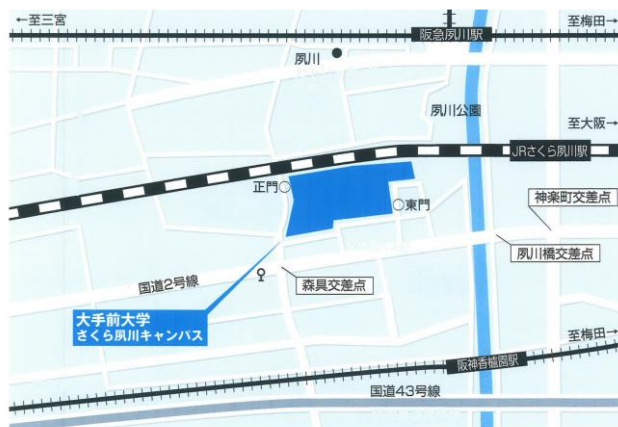 ←至三宮
至梅田→
阪急夙川駅
夙川
夙川公園
至大阪→
JRさくら夙川駅
正門
東門
神楽町交差点
夙川橋交差点
国道2号線
森具交差点
大手前大学
さくら夙川キャンパス
至梅田→
阪神香櫨園駅
国道43号線